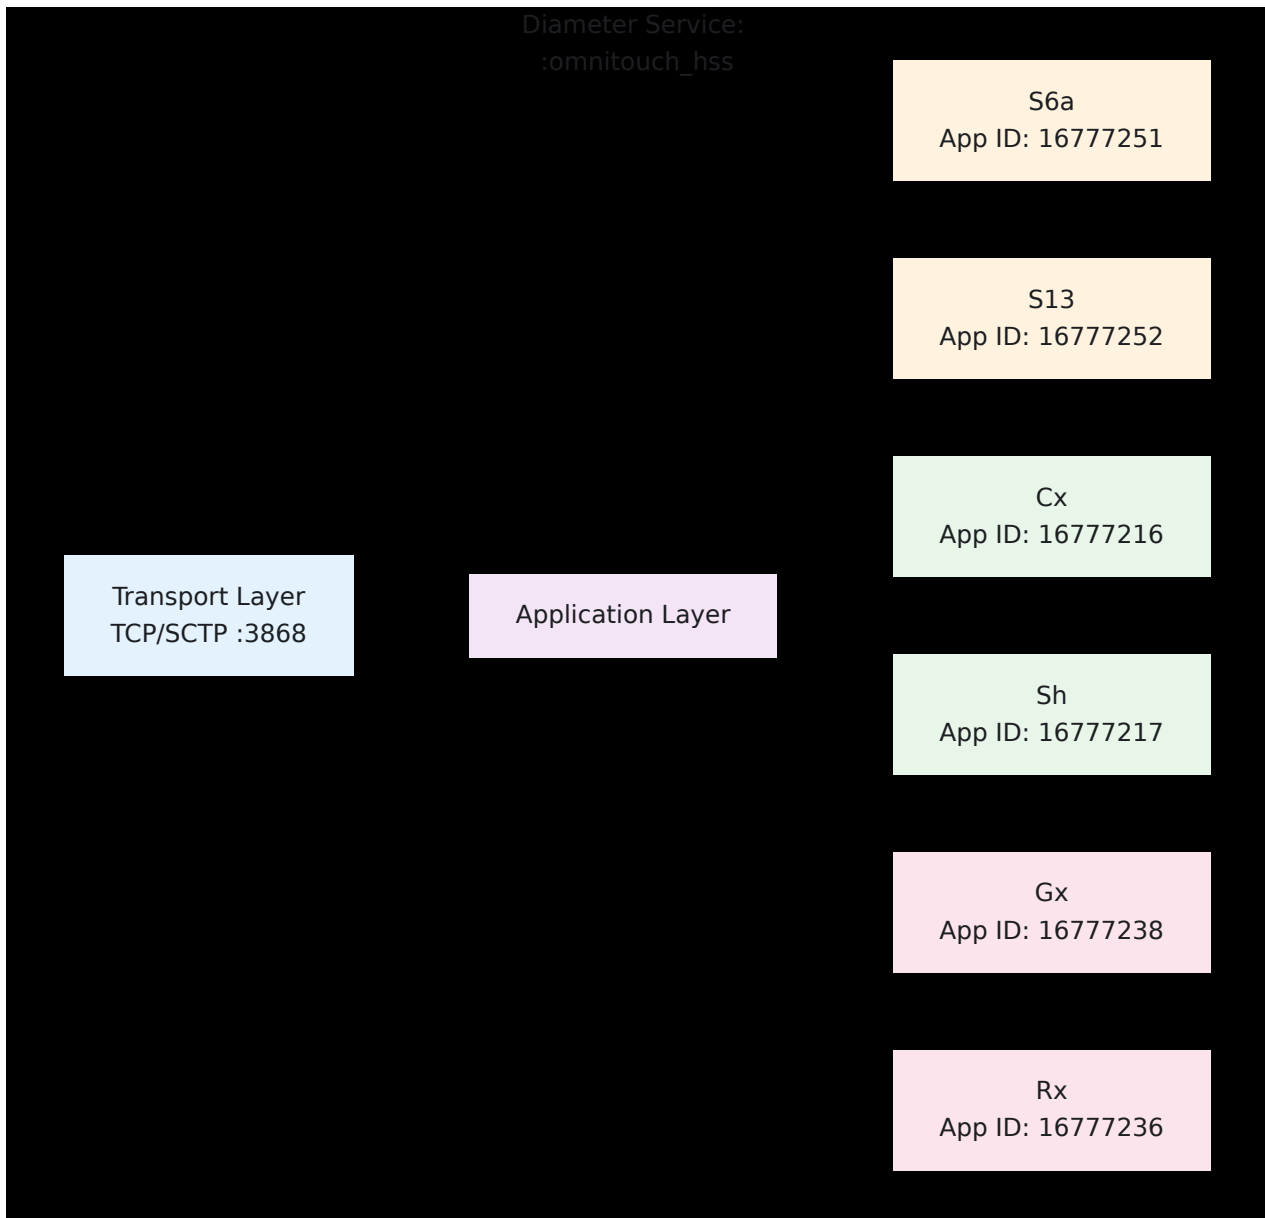 Diameter Service:
:omnitouch_hss
S6a
App ID: 16777251
S13
App ID: 16777252
Cx
App ID: 16777216
Transport Layer
TCP/SCTP :3868
Application Layer
Sh
App ID: 16777217
Gx
App ID: 16777238
Rx
App ID: 16777236